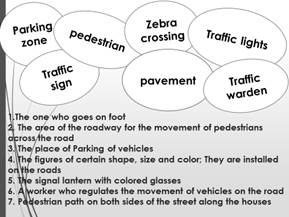 Parking
zone
pedestrian
Zebra
crossing
Traffic lights
Traffic
sign
pavement
Traffic
warden
1.The one who goes on foot
2. The area of the roadway for the movement of pedestrians
across the road
3. The place of Parking of vehicles
4. The figures of certain shape, size and color; They are installed
on the roads
5. The signal lantern with colored glasses
6. A worker who regulates the movement of vehicles on the road
7. Pedestrian path on both sides of the street along the houses